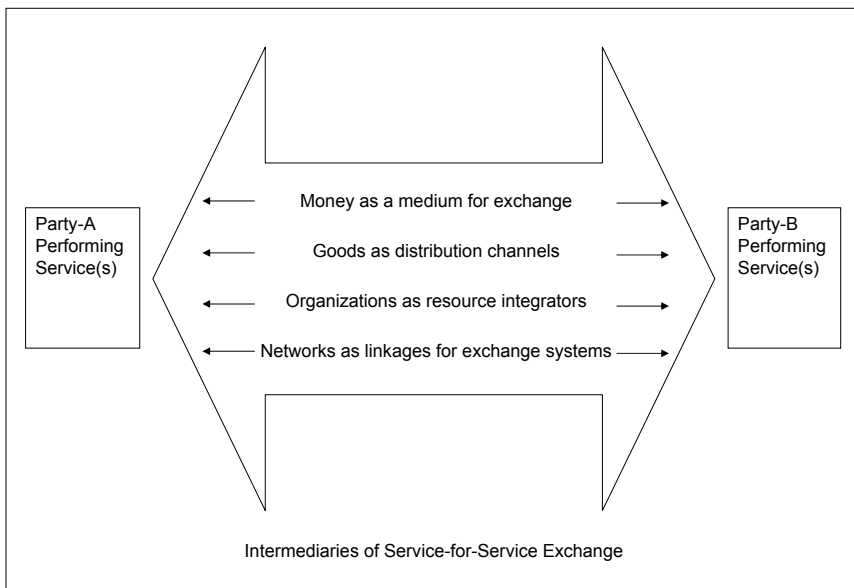 Money as a medium for exchange
Party-A
Performing
Service(s)
Party-B
Performing
Service(s)
Goods as distribution channels
Organizations as resource integrators
Networks as linkages for exchange systems
Intermediaries of Service-for-Service Exchange